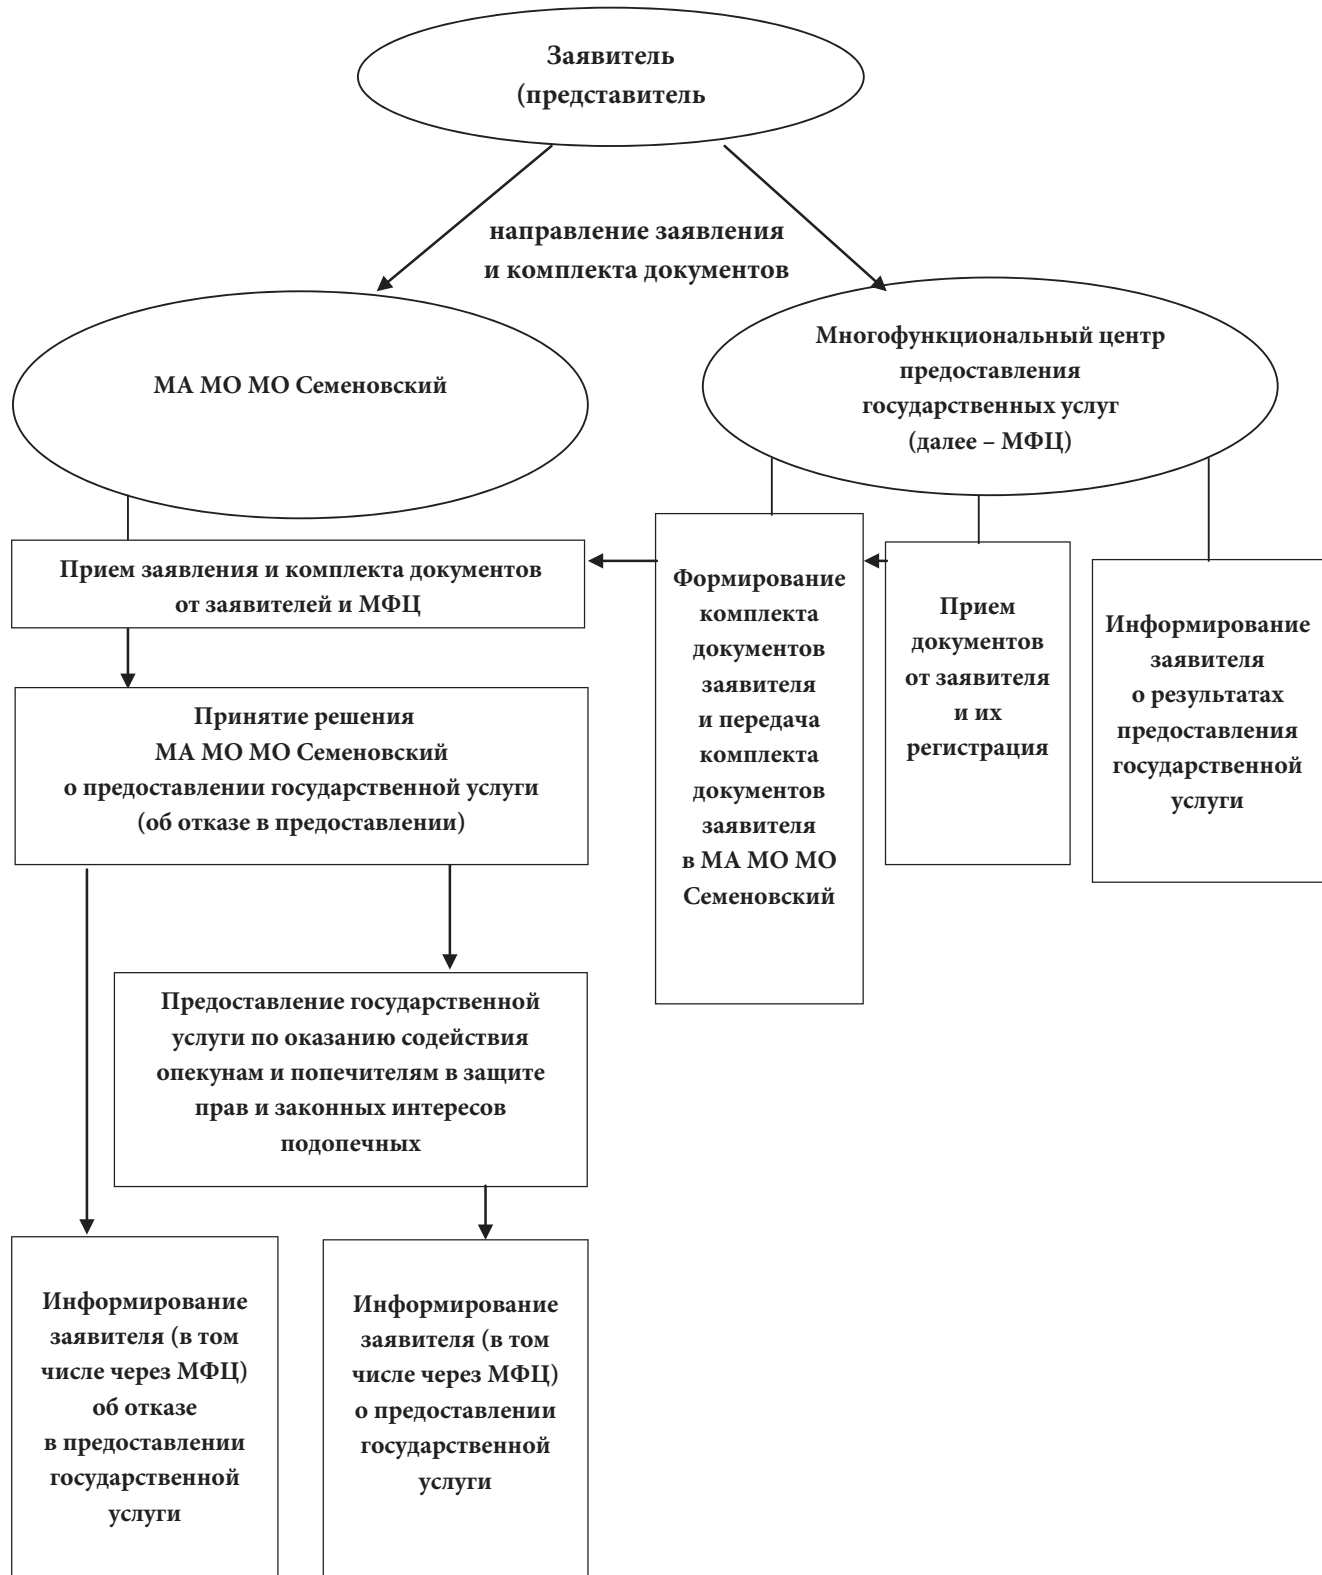 Заявитель
(представитель
направление заявления
и комплекта документов
МА МО МО Семеновский
Многофункциональный центр
предоставления
государственных услуг
(далее – МФЦ)
Прием заявления и комплекта документов
от заявителей и МФЦ
Формирование
комплекта
документов
заявителя
и передача
комплекта
документов
заявителя
в МА МО МО
Семеновский
Прием
документов
от заявителя
и их
регистрация
Информирование
заявителя
о результатах
предоставления
государственной
услуги
Принятие решения
МА МО МО Семеновский
о предоставлении государственной услуги
(об отказе в предоставлении)
Предоставление государственной
услуги по оказанию содействия
опекунам и попечителям в защите
прав и законных интересов
подопечных
Информирование
заявителя (в том
числе через МФЦ)
об отказе
в предоставлении
государственной
услуги
Информирование
заявителя (в том
числе через МФЦ)
о предоставлении
государственной
услуги